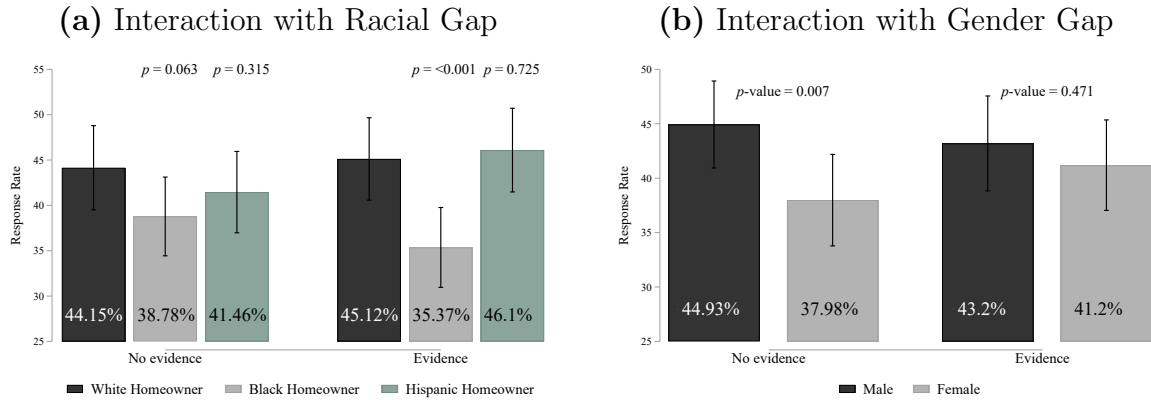 (a) Interaction with Racial Gap
55
50
45
40
35
30
25
Response Rate
p = 0.063 p = 0.315
p = <0.001 p = 0.725
44.15% 38.78% 41.46%
45.12% 35.37% 46.1%
No evidence Evidence
White Homeowner Black Homeowner Hispanic Homeowner
(b) Interaction with Gender Gap
50
45
40
35
30
25
Response Rate
p-value = 0.007 p-value = 0.471
44.93% 37.98% 43.2% 41.2%
No evidence Evidence
Male Female